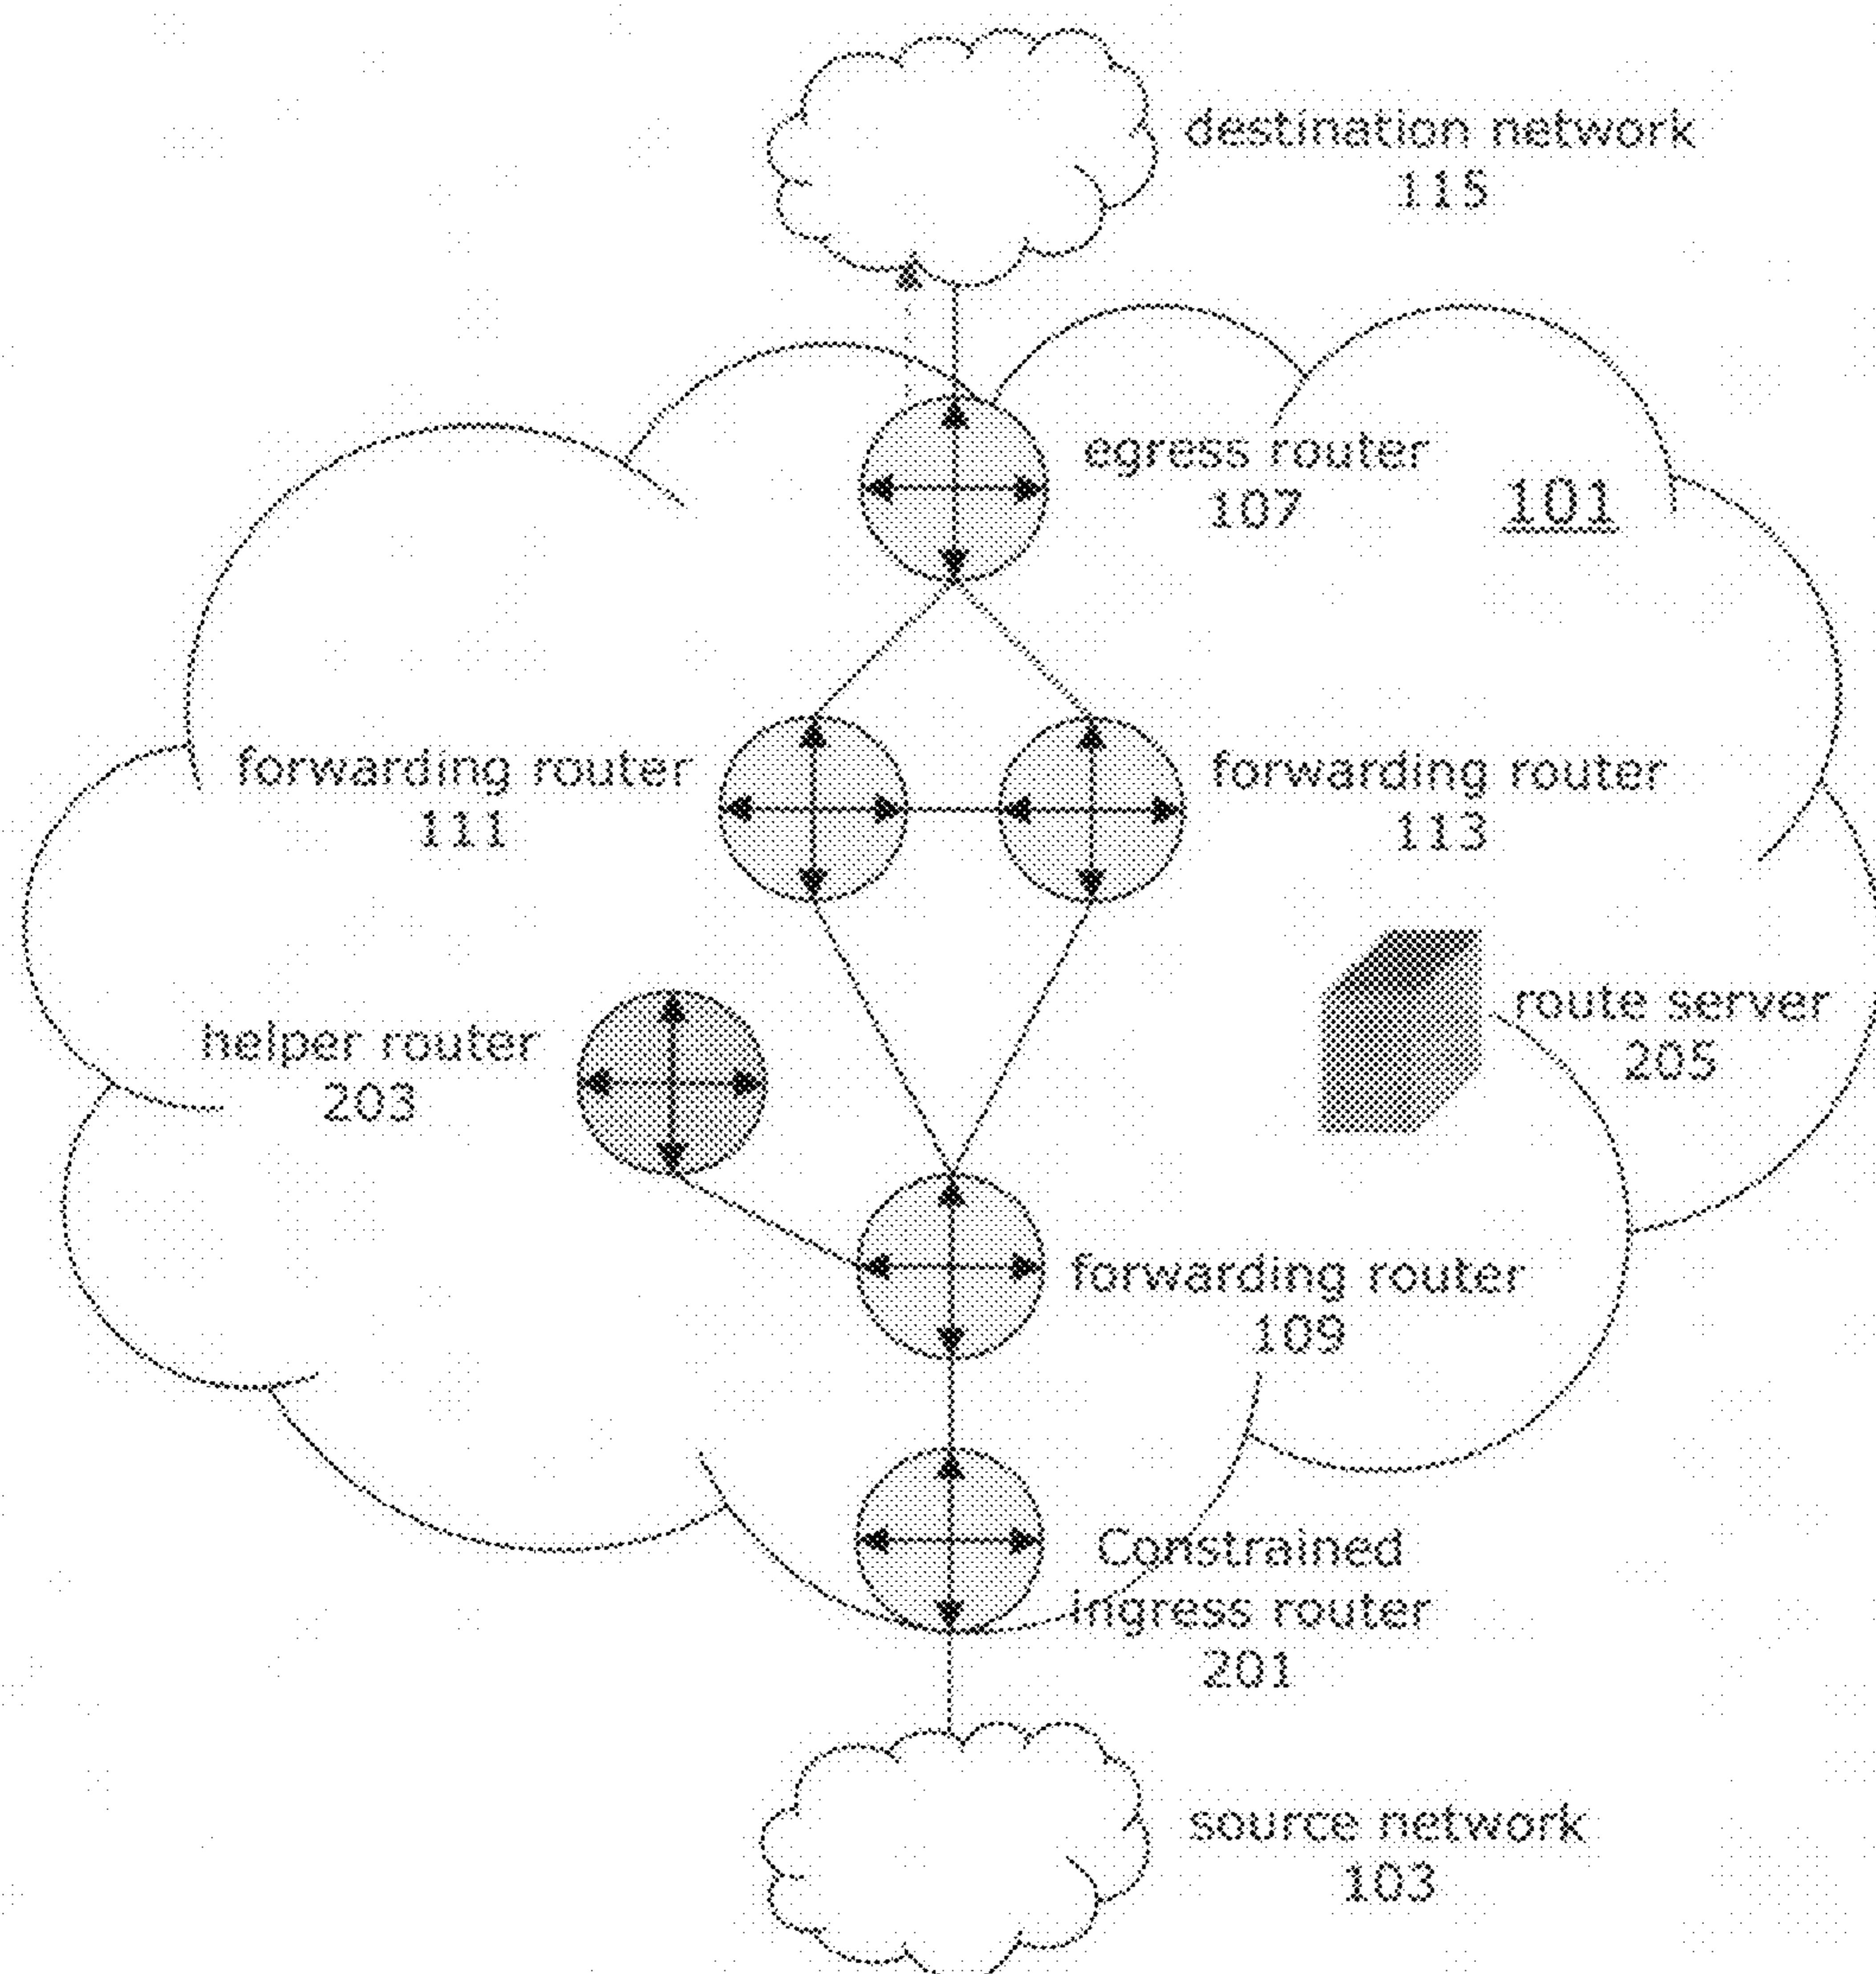 destination network
115
egress router
107
101
forwarding router
111
forwarding router
113
route server
205
helper router
203
forwarding router
109
Constrained
ingress router
201
source network
103